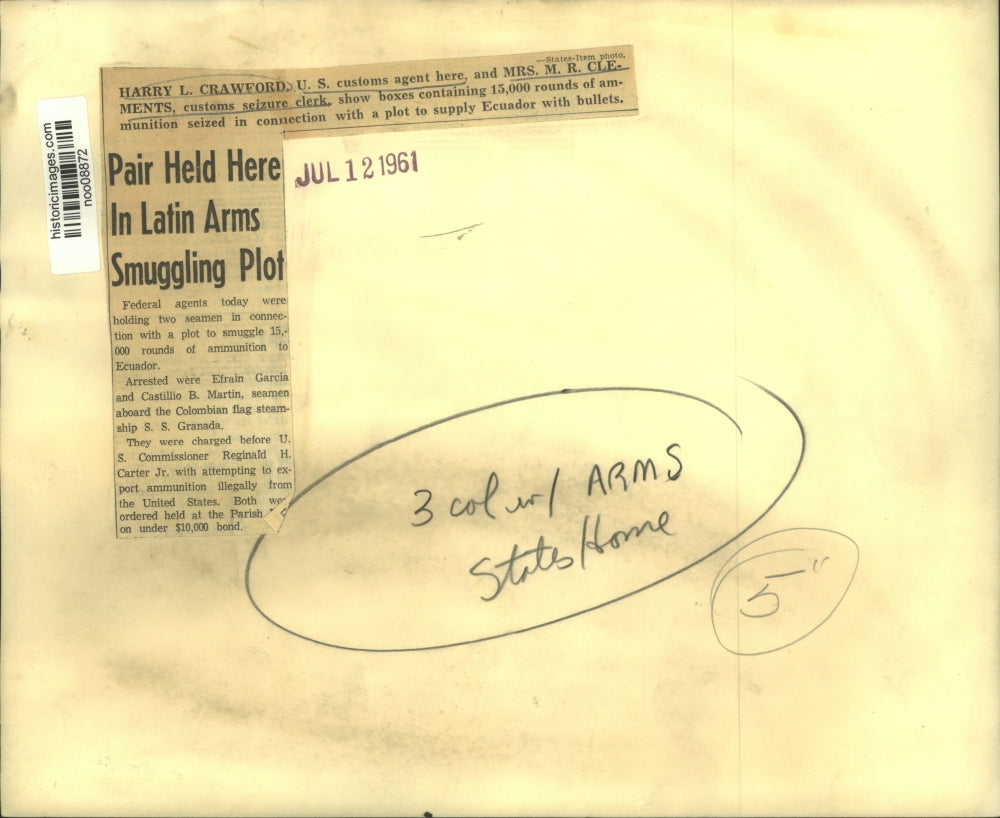 —States-Item photo.
HARRY L. CRAWFORD, U. S. customs agent here, and MRS. M. R. CLE-
MENTS, customs seizure clerk, show boxes containing 15,000 rounds of am-
munition seized in connection with a plot to supply Ecuador with bullets.
historicimages.com
noo08872
JUL 12 1961
Pair Held Here
In Latin Arms
Smuggling Plot
Federal agents today were
holding two seamen in connec-
tion with a plot to smuggle 15,-
000 rounds of ammunition to
Ecuador.
Arrested were Efrain Garcia
and Castillio B. Martin, seamen
aboard the Colombian flag steam-
ship S. S. Granada.
They were charged before U.
S. Commissioner Reginald H.
Carter Jr. with attempting to ex-
port ammunition illegally from
the United States. Both
ordered held at the Parish
on under $10,000 bond.
3 col w/ ARMS
States/Home
5"